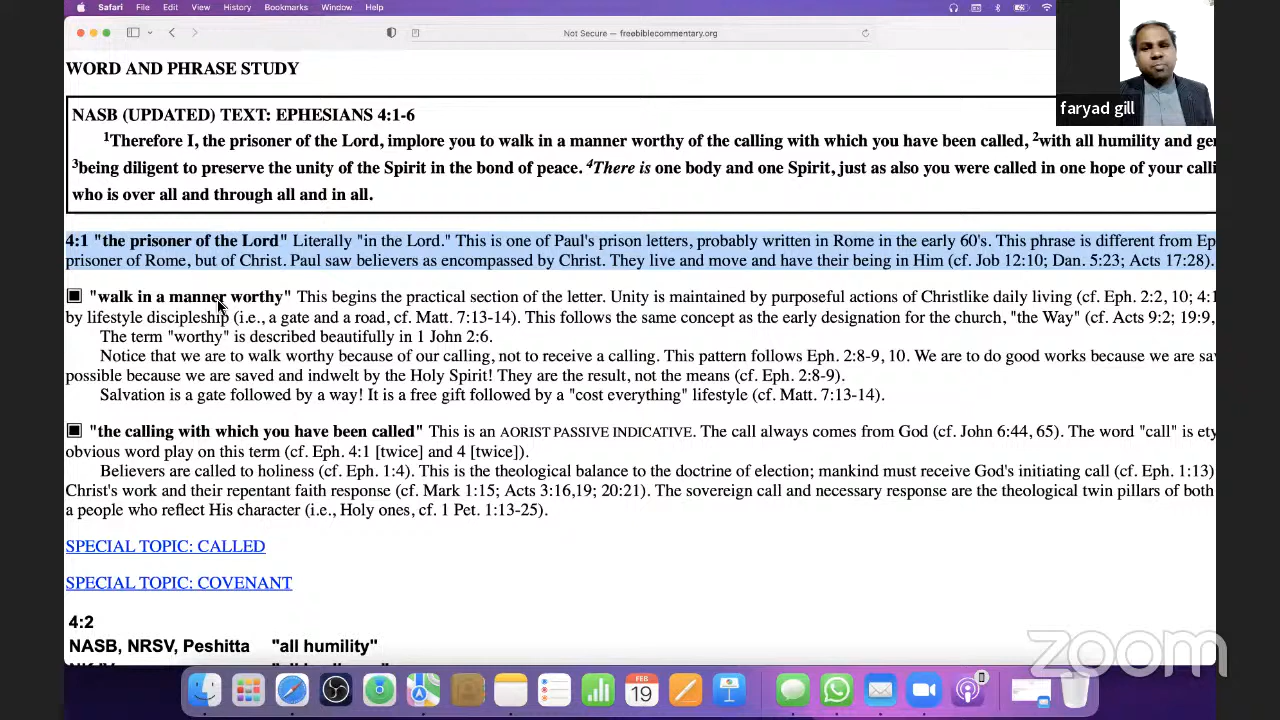 Safari File Edit View History Bookmarks Window Help
Not Secure — freebiblecommentary.org
faryad gill
WORD AND PHRASE STUDY
NASB (UPDATED) TEXT: EPHESIANS 4:1-6
1Therefore I, the prisoner of the Lord, implore you to walk in a manner worthy of the calling with which you have been called, 2with all humility and
3being diligent to preserve the unity of the Spirit in the bond of peace. 4There is one body and one Spirit, just as also you were called in one hope of your
who is over all and through all and in all.
4:1 "the prisoner of the Lord" Literally "in the Lord." This is one of Paul's prison letters, probably written in Rome in the early 60's. This phrase is different from
prisoner of Rome, but of Christ. Paul saw believers as encompassed by Christ. They live and move and have their being in Him (cf. Job 12:10; Dan. 5:23; Acts 17:28).
"walk in a manner worthy" This begins the practical section of the letter. Unity is maintained by purposeful actions of Christlike daily living (cf. Eph. 2:2, 10;
by lifestyle discipleship (i.e., a gate and a road, cf. Matt. 7:13-14). This follows the same concept as the early designation for the church, "the Way" (cf. Acts 9:2; 19:9,
The term "worthy" is described beautifully in 1 John 2:6.
Notice that we are to walk worthy because of our calling, not to receive a calling. This pattern follows Eph. 2:8-9, 10. We are to do good works because we are
possible because we are saved and indwelt by the Holy Spirit! They are the result, not the means (cf. Eph. 2:8-9).
Salvation is a gate followed by a way! It is a free gift followed by a "cost everything" lifestyle (cf. Matt. 7:13-14).
"the calling with which you have been called" This is an AORIST PASSIVE INDICATIVE. The call always comes from God (cf. John 6:44, 65). The word "call" is
obvious word play on this term (cf. Eph. 4:1 [twice] and 4 [twice]).
Believers are called to holiness (cf. Eph. 1:4). This is the theological balance to the doctrine of election; mankind must receive God's initiating call (cf. Eph. 1:13)
Christ's work and their repentant faith response (cf. Mark 1:15; Acts 3:16,19; 20:21). The sovereign call and necessary response are the theological twin pillars of both
a people who reflect His character (i.e., Holy ones, cf. 1 Pet. 1:13-25).
SPECIAL TOPIC: CALLED
SPECIAL TOPIC: COVENANT
4:2
NASB, NRSV, Peshitta "all humility"
zoom
FEB
19